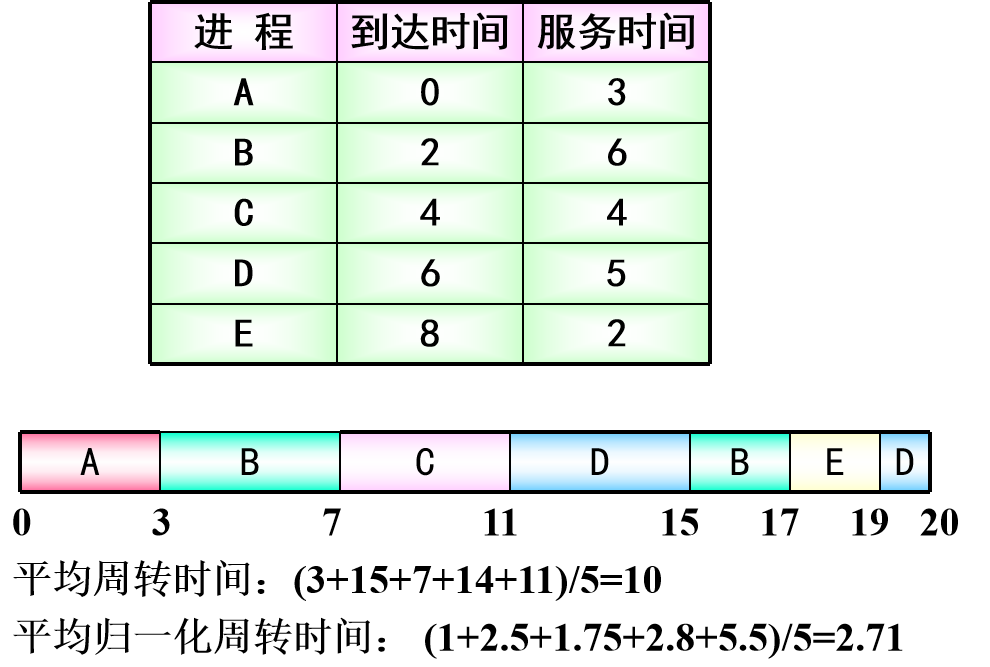 进 程 到达时间 服务时间
A 0 3
B 2 6
C 4 4
D 6 5
E 8 2
A B C D B E D
0 3 7 11 15 17 19 20
平均周转时间：(3+15+7+14+11)/5=10
平均归一化周转时间： (1+2.5+1.75+2.8+5.5)/5=2.71